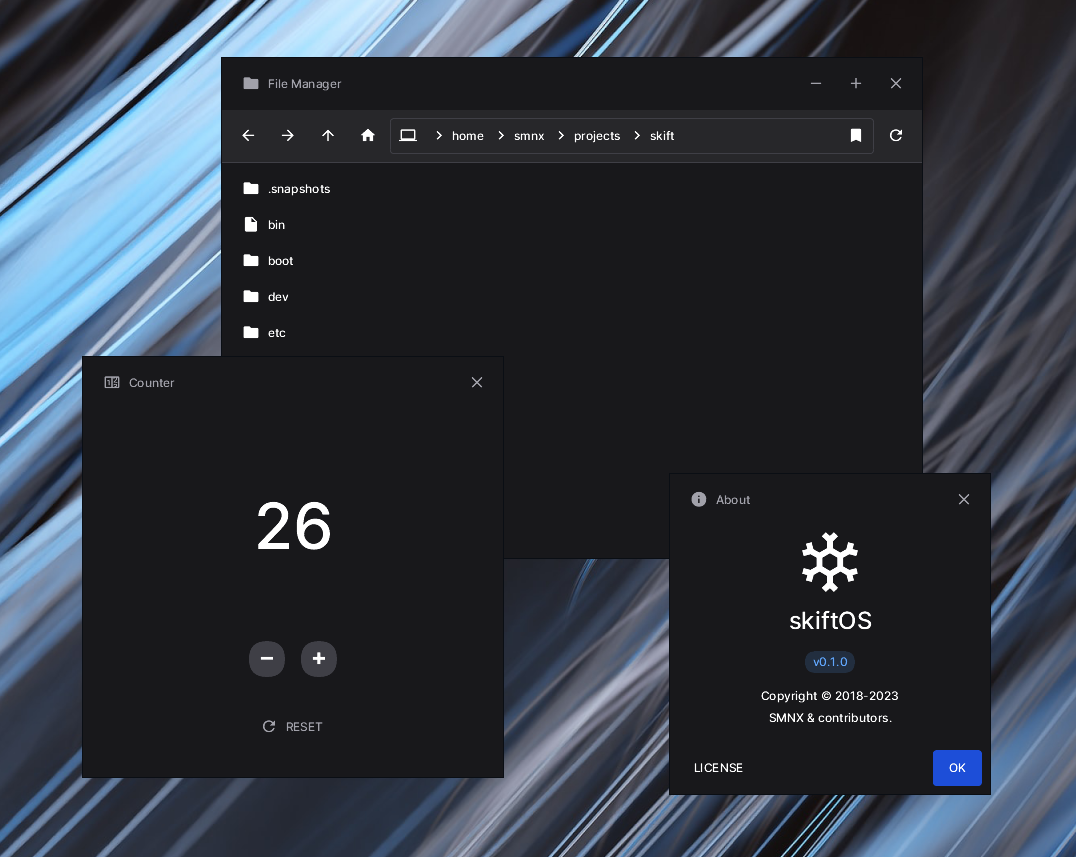 File Manager
home smnx projects skift
.snapshots
bin
boot
dev
etc
Counter
26
RESET
About
skiftOS
v0.1.0
Copyright © 2018-2023
SMNX & contributors.
LICENSE
OK